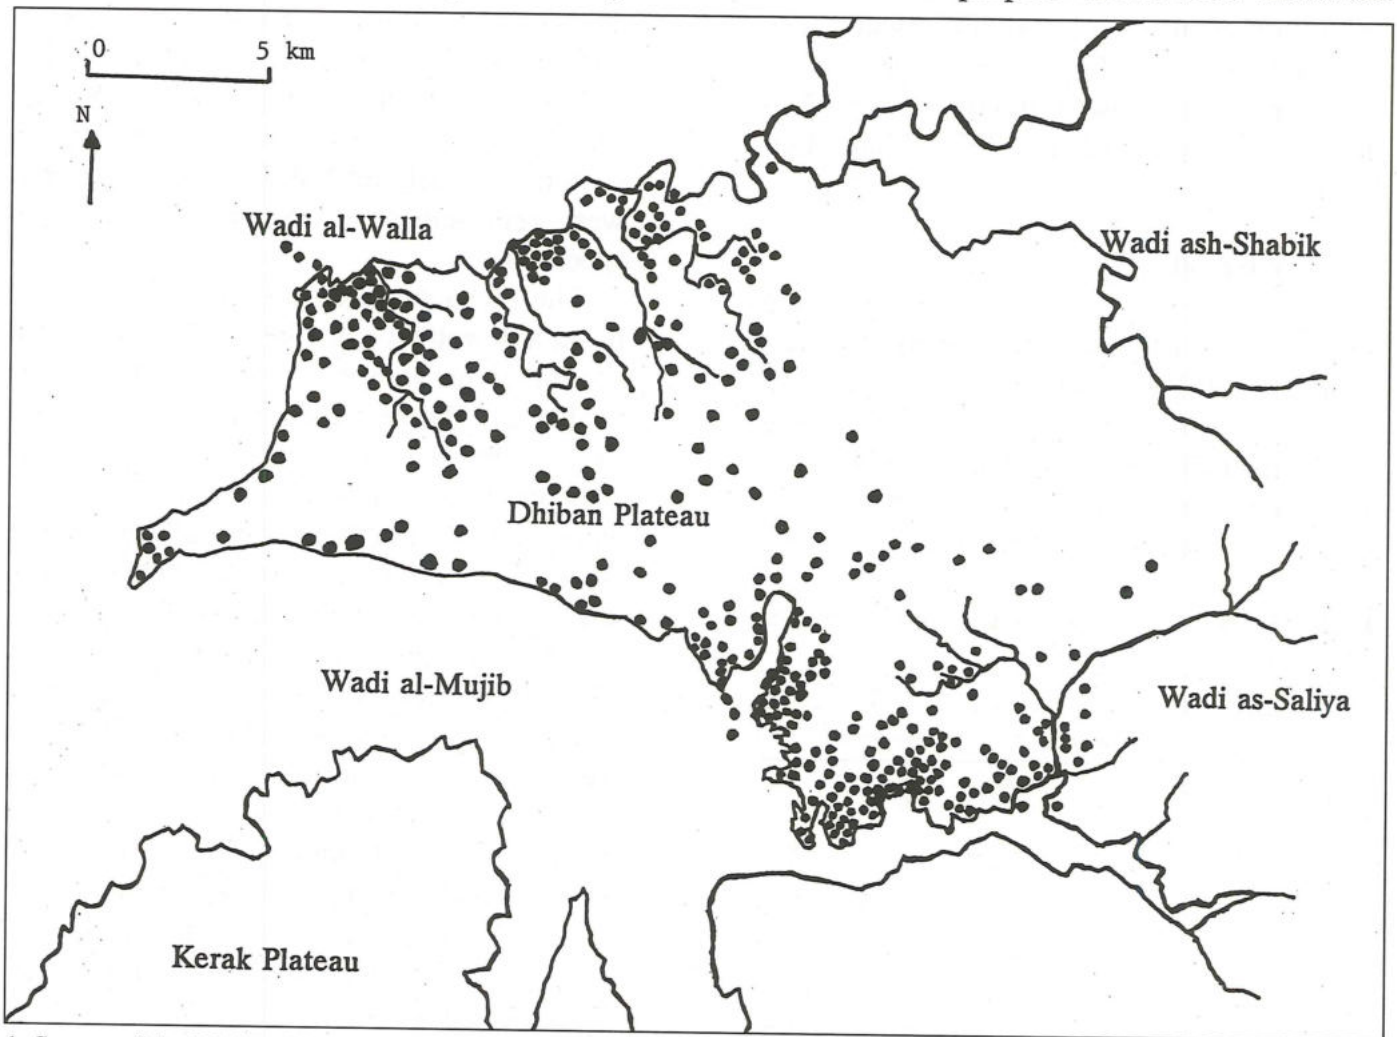 0 5 km
N
Wadi al-Walla
Wadi ash-Shabik
Dhiban Plateau
Wadi al-Mujib
Wadi as-Saliya
Kerak Plateau